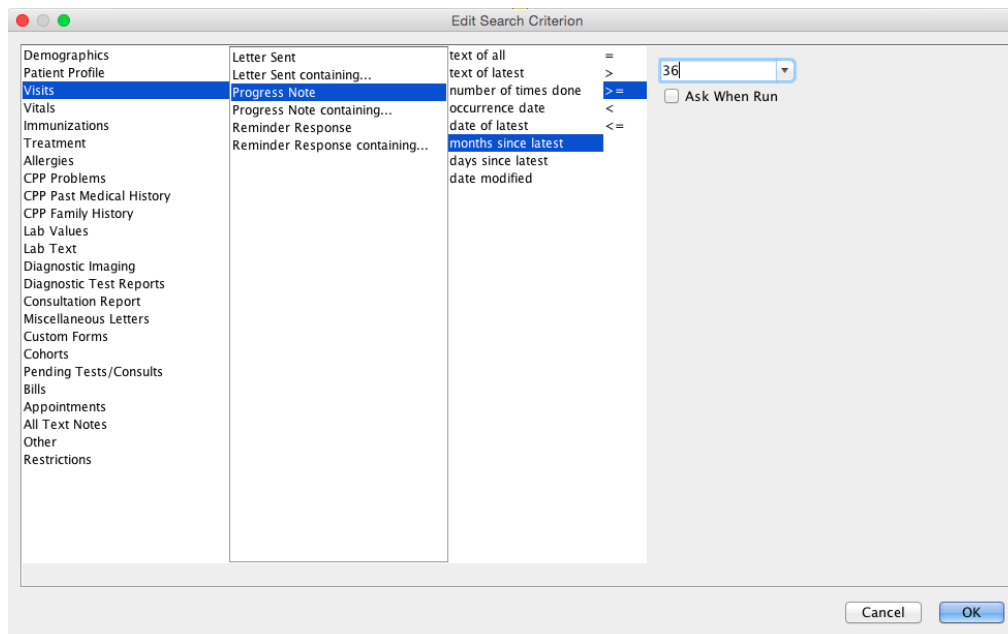 Edit Search Criterion
Demographics
Patient Profile
Visits
Vitals
Immunizations
Treatment
Allergies
CPP Problems
CPP Past Medical History
CPP Family History
Lab Values
Lab Text
Diagnostic Imaging
Diagnostic Test Reports
Consultation Report
Miscellaneous Letters
Custom Forms
Cohorts
Pending Tests/Consults
Bills
Appointments
All Text Notes
Other
Restrictions
Letter Sent
Letter Sent containing...
Progress Note
Progress Note containing...
Reminder Response
Reminder Response containing...
text of all
text of latest
number of times done
occurrence date
date of latest
months since latest
days since latest
date modified
=
>
>=
<
<=
36
Ask When Run
Cancel
OK